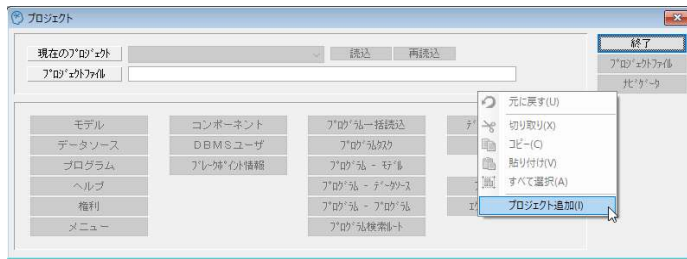 プロジェクト
終了
現在のﾌﾟﾛｼﾞｪｸﾄ 読込 再読込
ﾌﾟﾛｼﾞｪｸﾄﾌｧｲﾙ
ﾌﾟﾛｼﾞｪｸﾄﾌｧｲﾙ
ﾅﾋﾞｹﾞｰﾀ
モデル コンポーネント ﾌﾟﾛｸﾞﾗﾑ一括読込
データソース DBMSユーザ ﾌﾟﾛｸﾞﾗﾑﾀｽｸ
プログラム ﾌﾞﾚｰｸﾎﾟｲﾝﾄ情報 ﾌﾟﾛｸﾞﾗﾑ - ﾓﾃﾞﾙ
ヘルプ ﾌﾟﾛｸﾞﾗﾑ - ﾃﾞｰﾀｿｰｽ
権利 ﾌﾟﾛｸﾞﾗﾑ - ﾌﾟﾛｸﾞﾗﾑ
メニュー ﾌﾟﾛｸﾞﾗﾑ検索ﾙｰﾄ
元に戻す(U)
切り取り(X)
コピー(C)
貼り付け(V)
すべて選択(A)
プロジェクト追加(I)